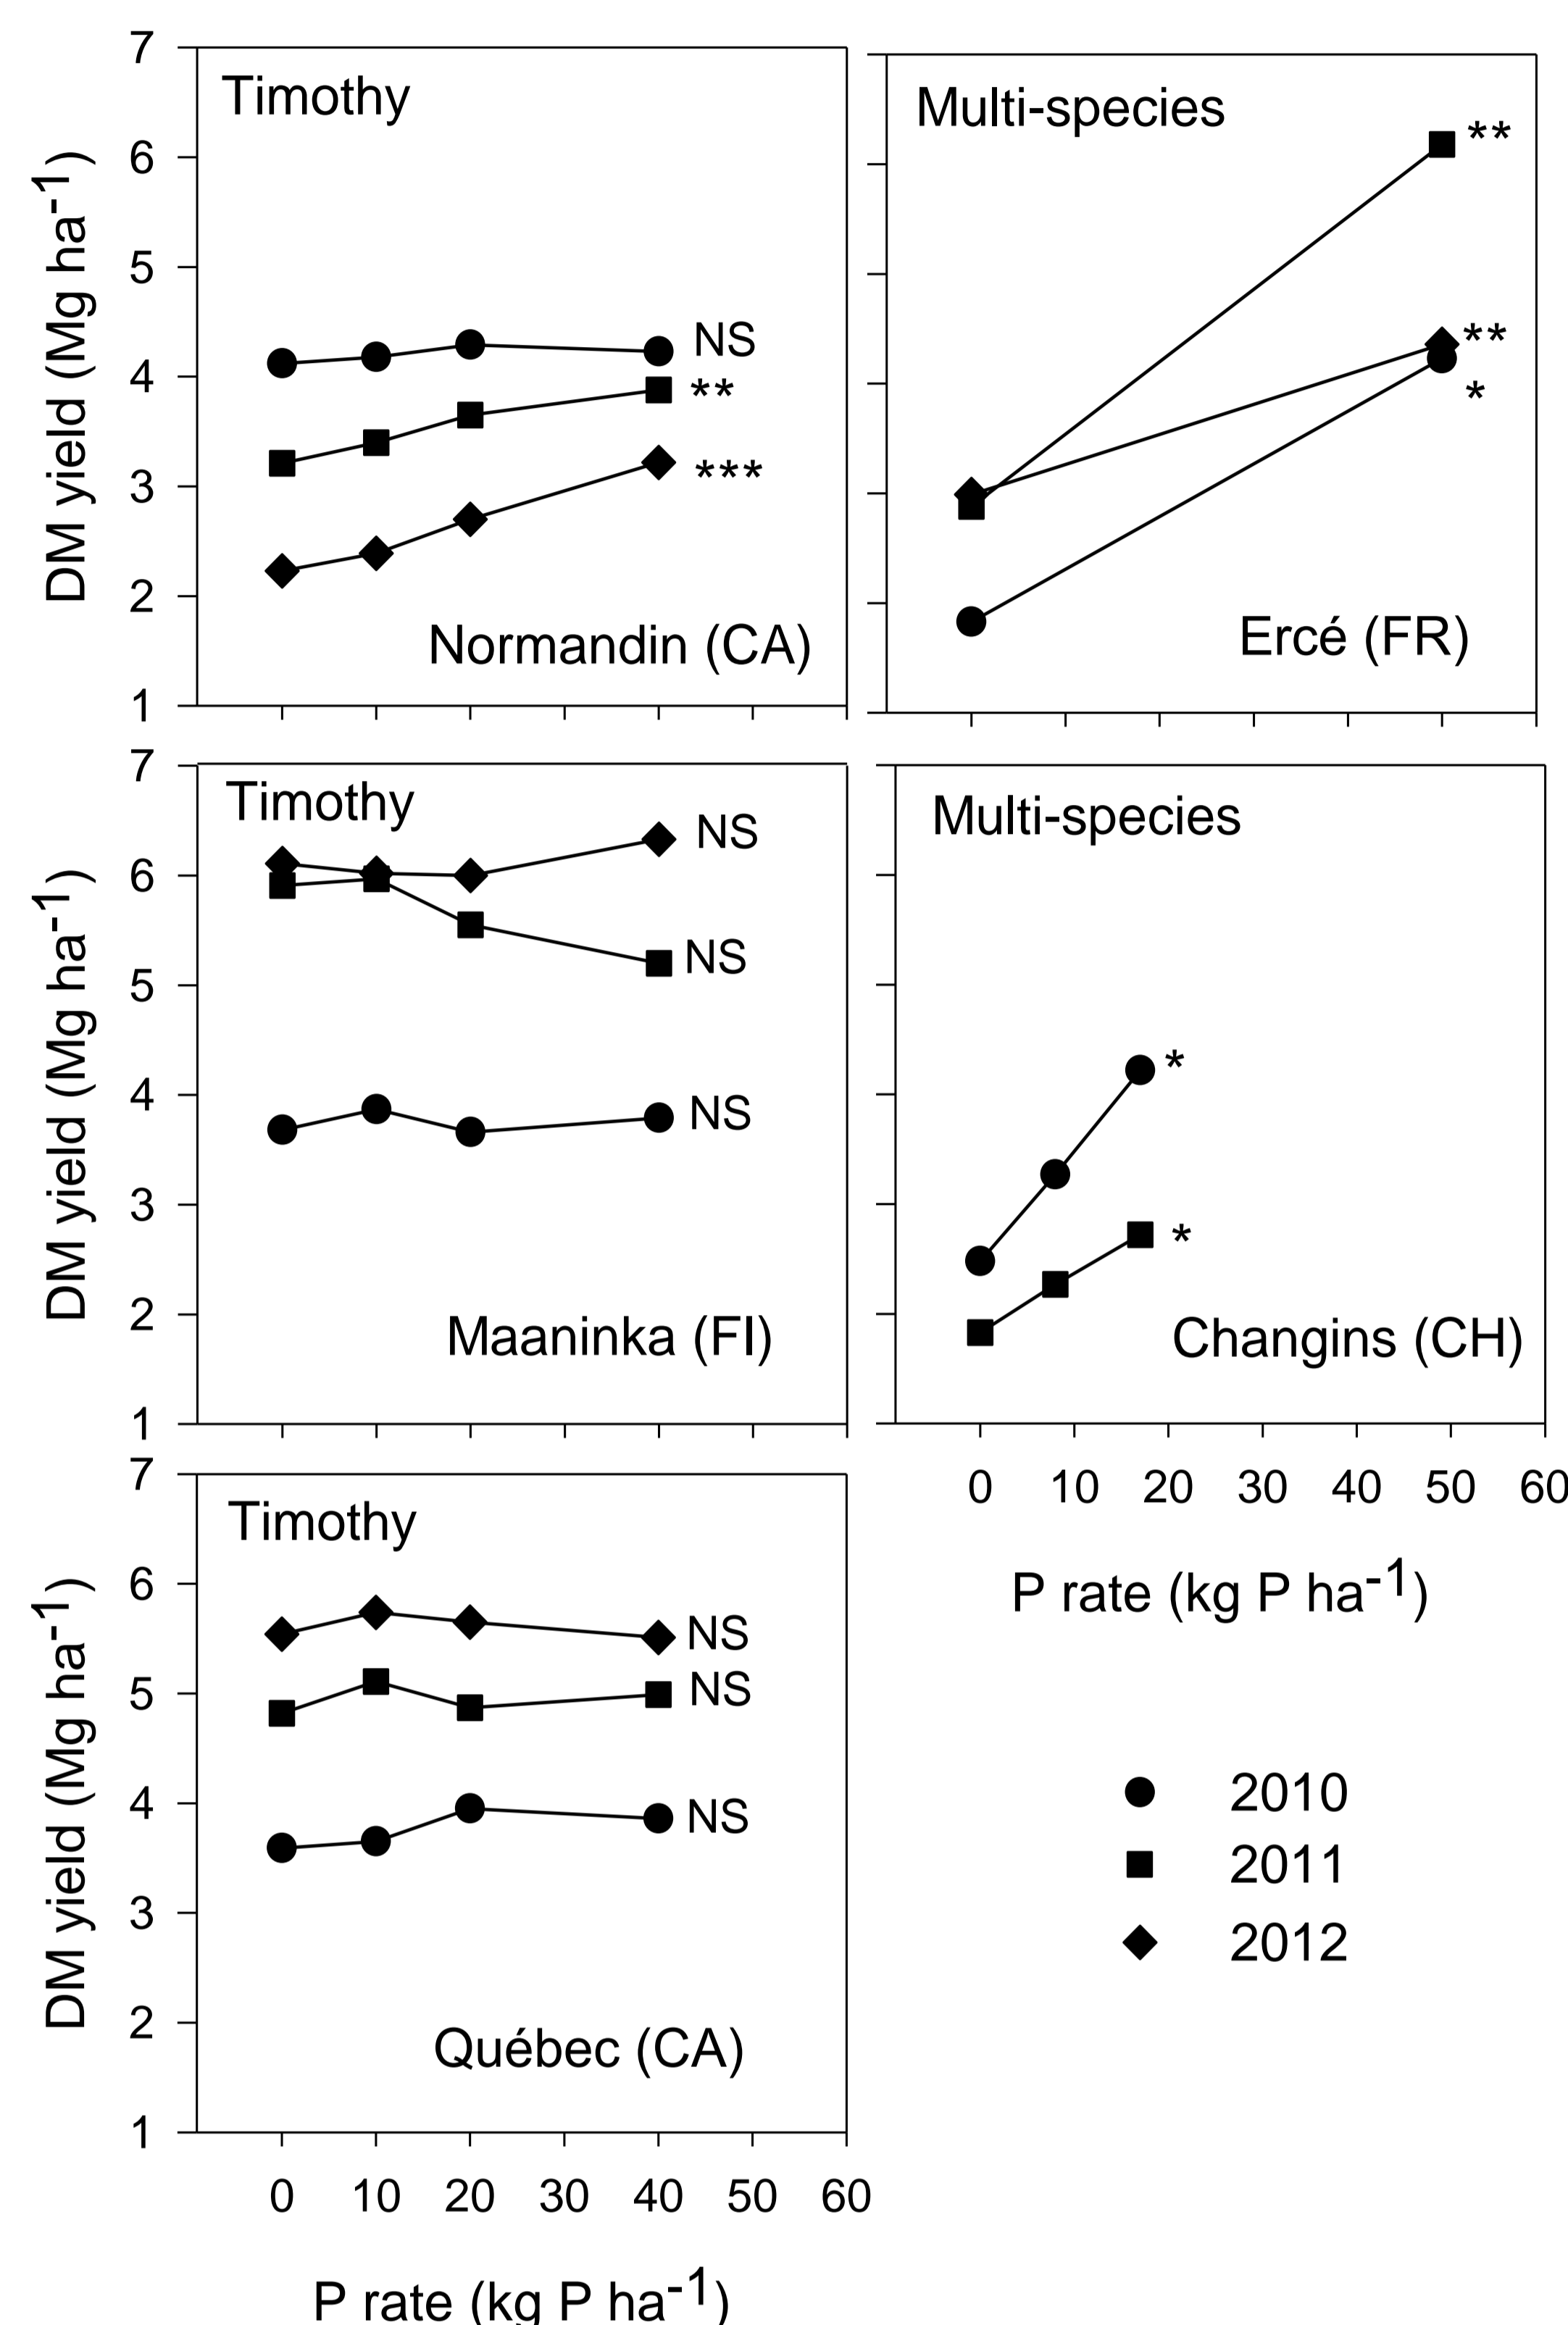 7
6
5
4
3
2
1
DM yield (Mg ha-1)
Timothy
NS
**
***
Normandin (CA)
Multi-species
**
**
*
Ercé (FR)
7
6
5
4
3
2
1
DM yield (Mg ha-1)
Timothy
NS
NS
NS
Maaninka (FI)
Multi-species
*
*
Changins (CH)
0 10 20 30 40 50 60
P rate (kg P ha-1)
7
6
5
4
3
2
1
DM yield (Mg ha-1)
Timothy
NS
NS
NS
Québec (CA)
0 10 20 30 40 50 60
P rate (kg P ha-1)
2010
2011
2012